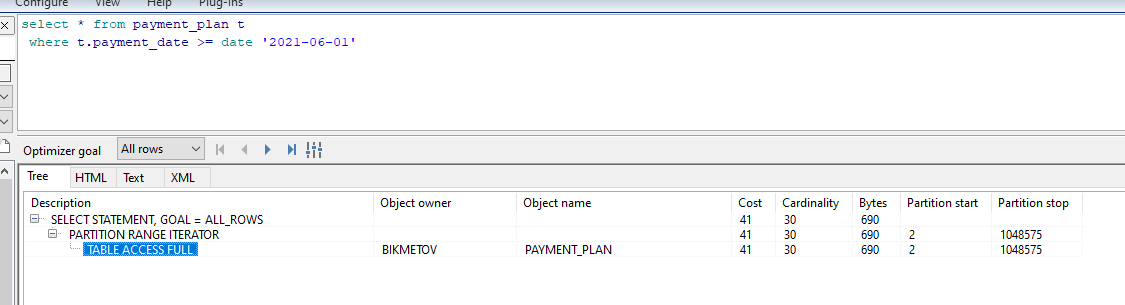 Configure View Help Plug-ins
select * from payment_plan t
where t.payment_date >= date '2021-06-01'
Optimizer goal All rows
Tree HTML Text XML
Description Object owner Object name Cost Cardinality Bytes Partition start Partition stop
SELECT STATEMENT, GOAL = ALL_ROWS 41 30 690
PARTITION RANGE ITERATOR 41 30 690 2 1048575
TABLE ACCESS FULL BIKMETOV PAYMENT_PLAN 41 30 690 2 1048575